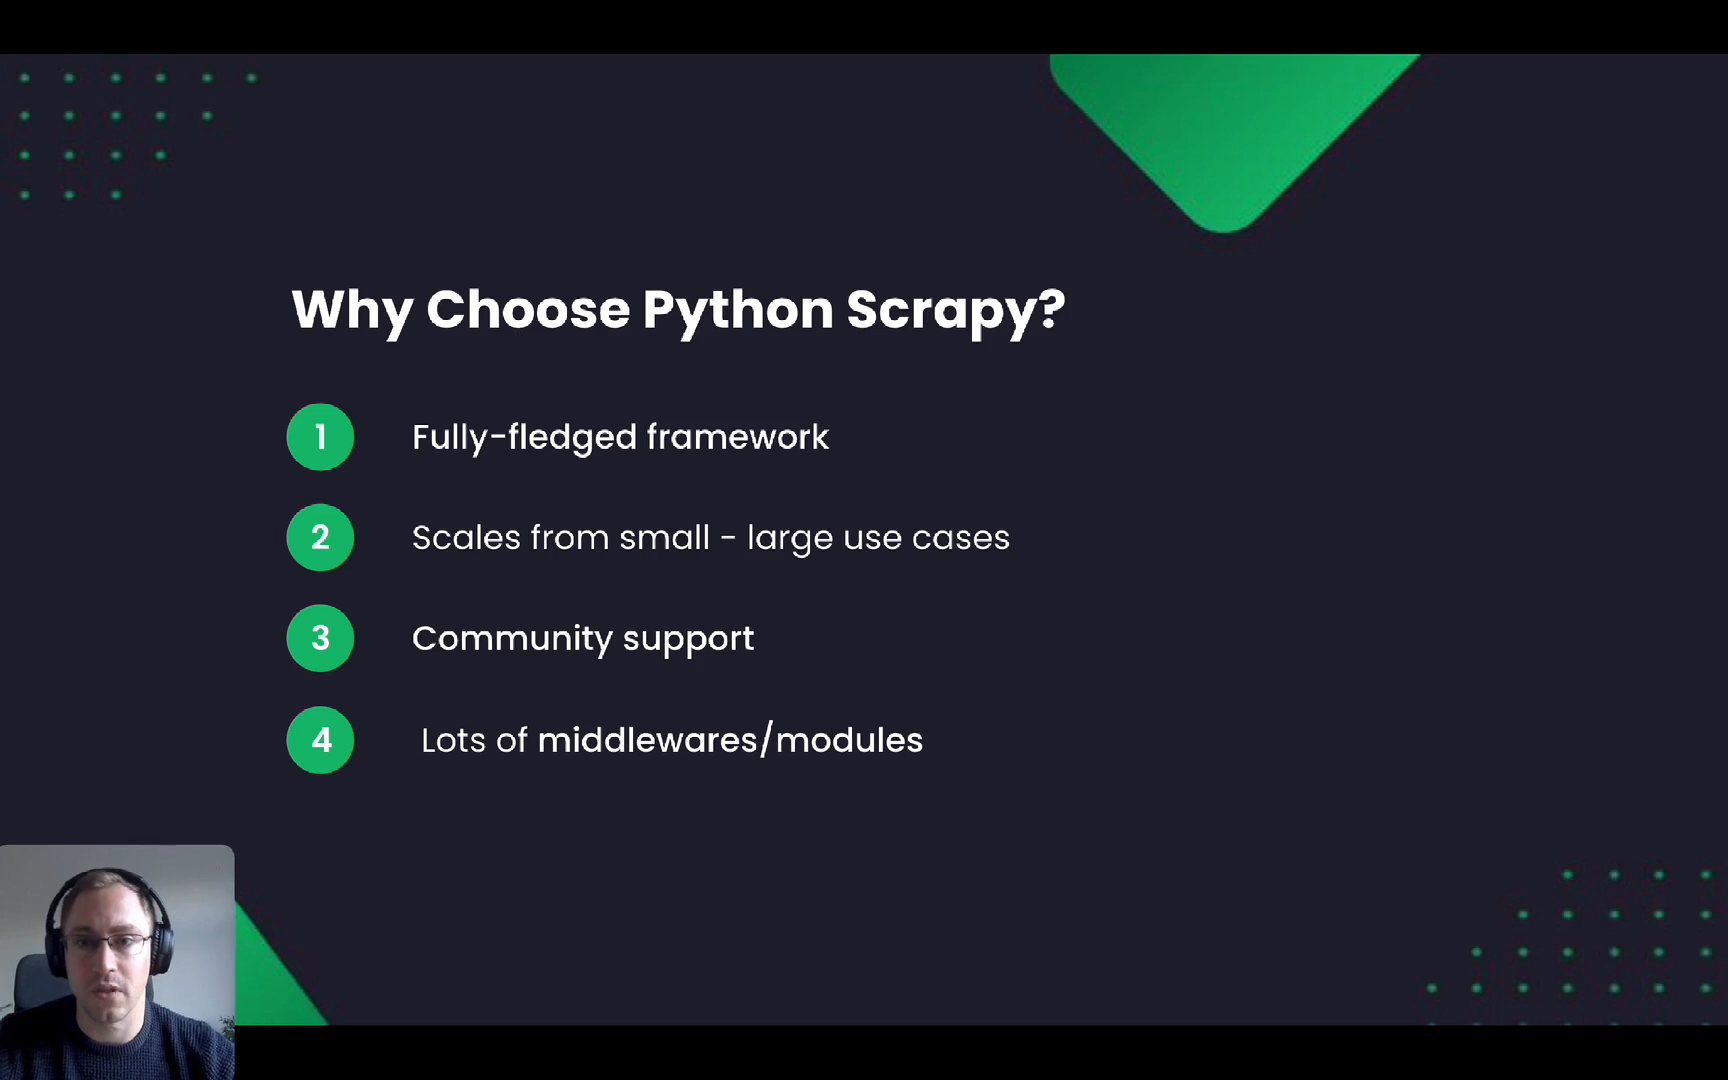 Why Choose Python Scrapy?
1 Fully-fledged framework
2 Scales from small - large use cases
3 Community support
4 Lots of middlewares/modules